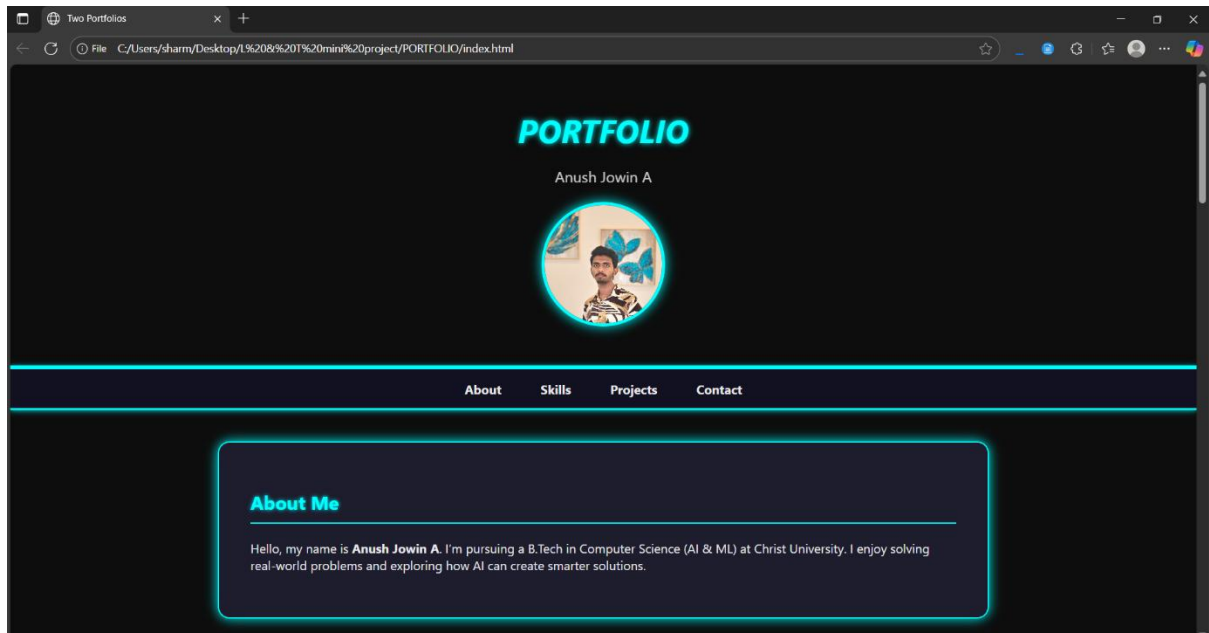 Two Portfolios
File C:/Users/sharm/Desktop/L%20&%20T%20mini%20project/PORTFOLIO/index.html
PORTFOLIO
Anush Jowin A
About Skills Projects Contact
About Me
Hello, my name is Anush Jowin A. I'm pursuing a B.Tech in Computer Science (AI & ML) at Christ University. I enjoy solving
real-world problems and exploring how AI can create smarter solutions.